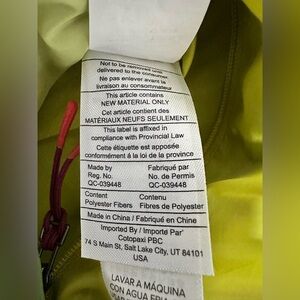 Not to be removed until
delivered to the consumer
Ne pas enlever avant la
livraison au consommateur
This article contains
NEW MATERIAL ONLY
Cet article contient des
MATÉRIAUX NEUFS SEULEMENT
This label is affixed in
compliance with Provincial Law
Cette étiquette est apposée
conformément à la loi de la province
Made by Fabriqué par
Reg. No. No de Permis
QC-039448 QC-039448
Content Contenu
Polyester Fibers Fibres de Polyester
Made in China / Fabriqué en Chine
Imported By / Importe Par'
Cotopaxi PBC
74 S Main St, Salt Lake City, UT 84101
USA
LAVAR A MÁQUINA
CON AGUA FRÍA